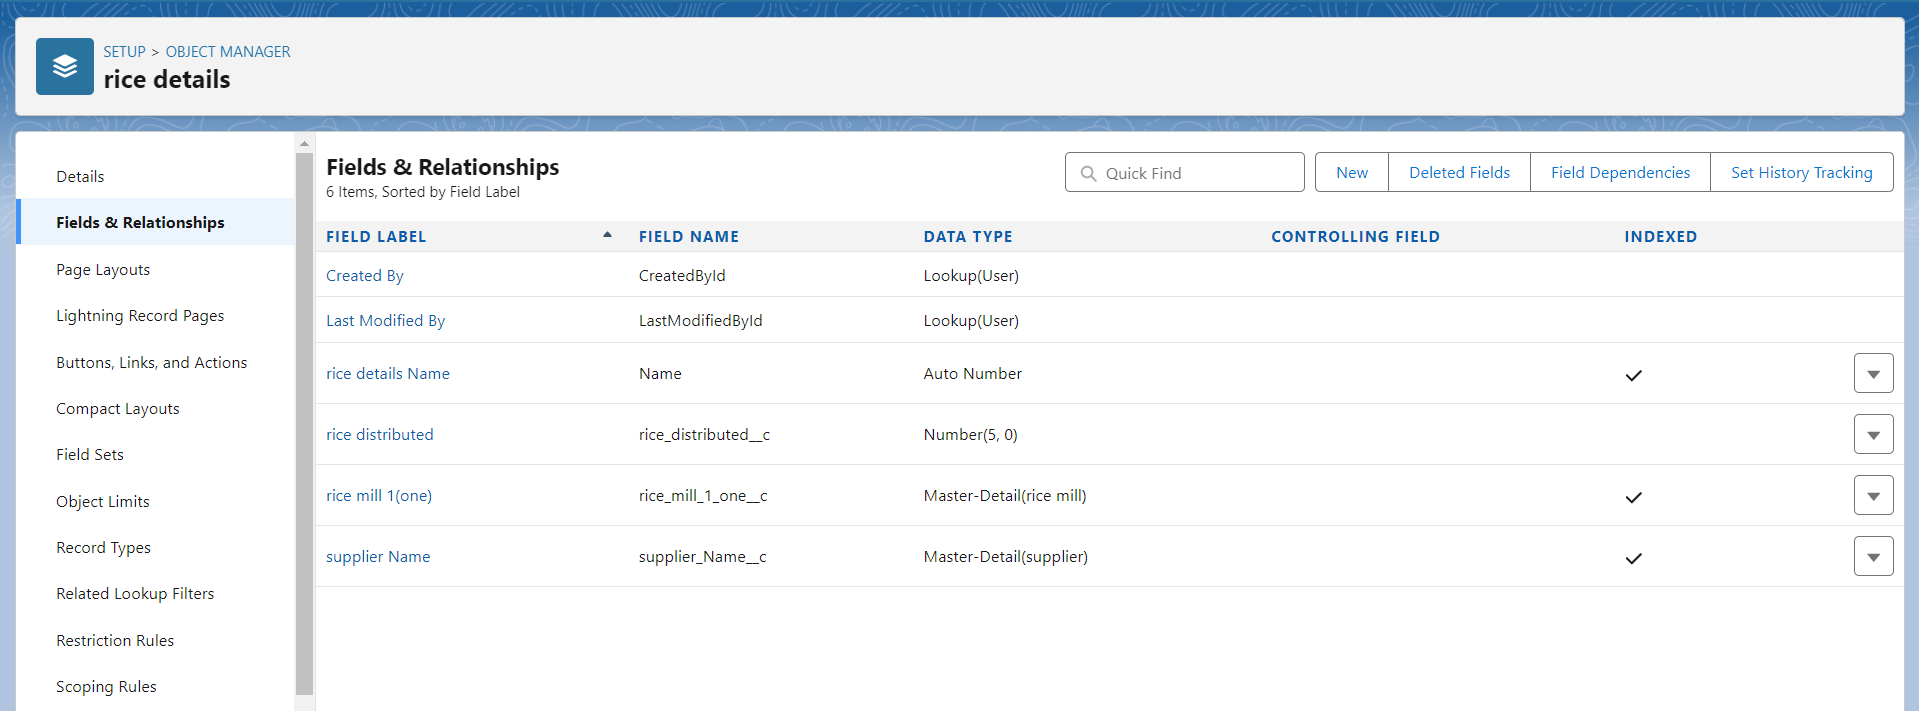 SETUP > OBJECT MANAGER
rice details
Details
Fields & Relationships
Page Layouts
Lightning Record Pages
Buttons, Links, and Actions
Compact Layouts
Field Sets
Object Limits
Record Types
Related Lookup Filters
Restriction Rules
Scoping Rules
Fields & Relationships
6 Items, Sorted by Field Label
Quick Find
New
Deleted Fields
Field Dependencies
Set History Tracking
FIELD LABEL FIELD NAME DATA TYPE CONTROLLING FIELD INDEXED
Created By CreatedById Lookup(User)
Last Modified By LastModifiedById Lookup(User)
rice details Name Name Auto Number
rice distributed rice_distributed__c Number(5, 0)
rice mill 1(one) rice_mill_1_one__c Master-Detail(rice mill)
supplier Name supplier_Name__c Master-Detail(supplier)